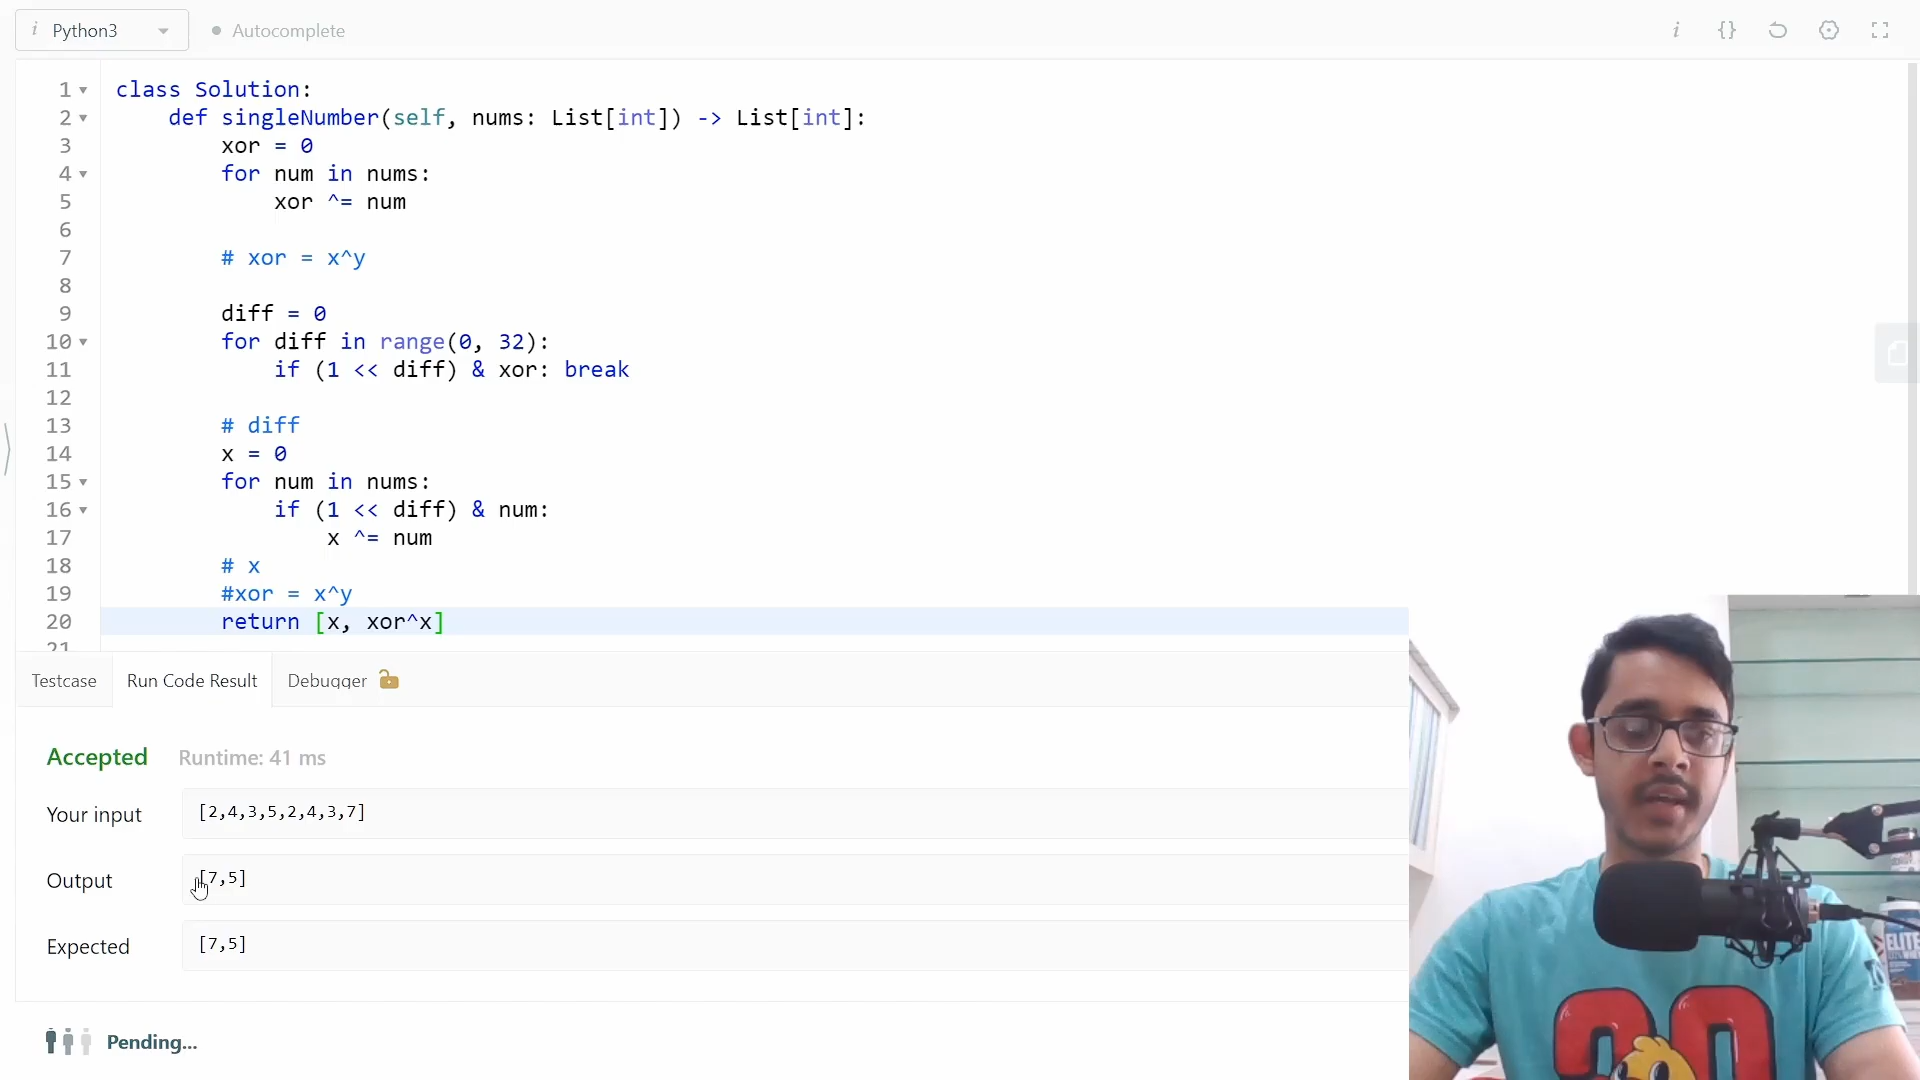 i Python3 Autocomplete i {}
1 class Solution:
2 def singleNumber(self, nums: List[int]) -> List[int]:
3 xor = 0
4 for num in nums:
5 xor ^= num
6
7 # xor = x^y
8
9 diff = 0
10 for diff in range(0, 32):
11 if (1 << diff) & xor: break
12
13 # diff
14 x = 0
15 for num in nums:
16 if (1 << diff) & num:
17 x ^= num
18 # x
19 #xor = x^y
20 return [x, xor^x]
21
Testcase Run Code Result Debugger
Accepted Runtime: 41 ms
Your input [2,4,3,5,2,4,3,7]
Output [7,5]
Expected [7,5]
Pending...
ELITE